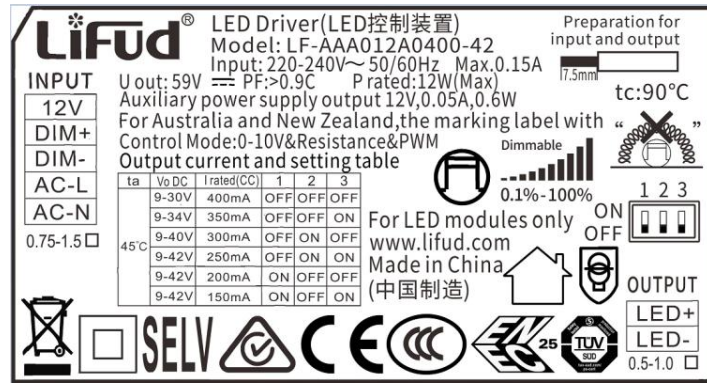 Lifud®
LED Driver(LED控制装置)
Model: LF-AAA012A0400-42
Input: 220-240V～ 50/60Hz Max.0.15A
U out: 59V ⎓ PF:>0.9C P rated:12W(Max)
Auxiliary power supply output 12V,0.05A,0.6W
For Australia and New Zealand,the marking label with
Control Mode:0-10V&Resistance&PWM
Output current and setting table
Preparation for
input and output
7.5mm
tc:90℃
INPUT
12V
DIM+
DIM-
AC-L
AC-N
0.75-1.5□
ta Vo DC I rated(CC) 1 2 3
45℃
9-30V 400mA OFF OFF OFF
9-34V 350mA OFF OFF ON
9-40V 300mA OFF ON OFF
9-42V 250mA OFF ON ON
9-42V 200mA ON OFF OFF
9-42V 150mA ON OFF ON
Dimmable
0.1%-100%
“ ”
For LED modules only
www.lifud.com
Made in China
(中国制造)
1 2 3
ON
OFF
OUTPUT
LED+
LED-
0.5-1.0 □
SELV
CE
CCC
ENEC
25
TÜV
SÜD